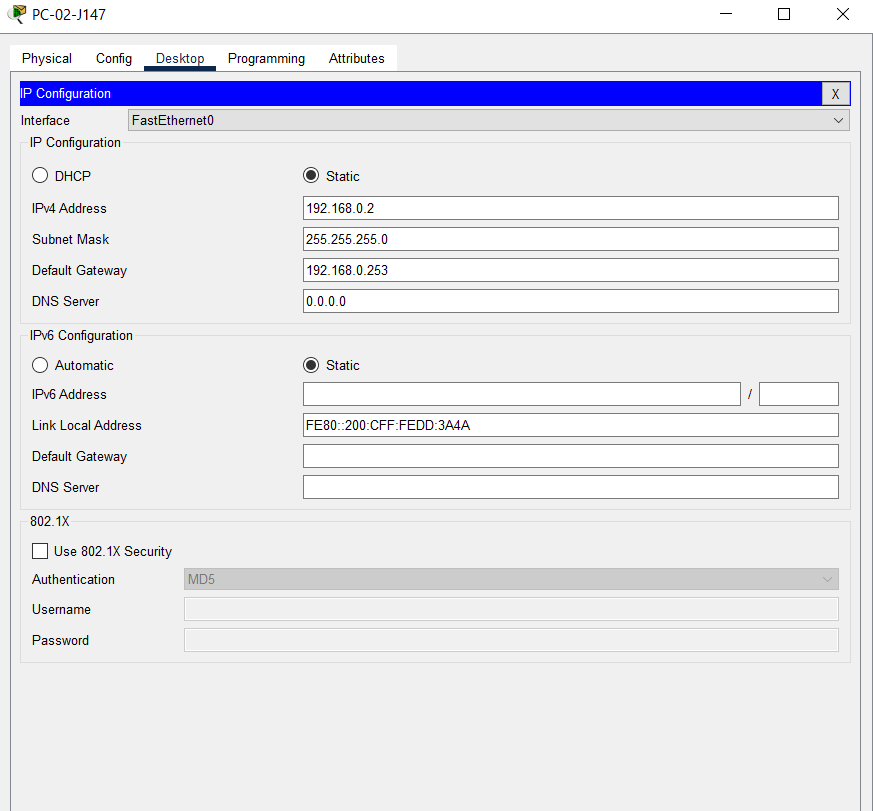 PC-02-J147
Physical Config Desktop Programming Attributes
IP Configuration X
Interface FastEthernet0
IP Configuration
DHCP Static
IPv4 Address 192.168.0.2
Subnet Mask 255.255.255.0
Default Gateway 192.168.0.253
DNS Server 0.0.0.0
IPv6 Configuration
Automatic Static
IPv6 Address /
Link Local Address FE80::200:CFF:FEDD:3A4A
Default Gateway
DNS Server
802.1X
Use 802.1X Security
Authentication MD5
Username
Password